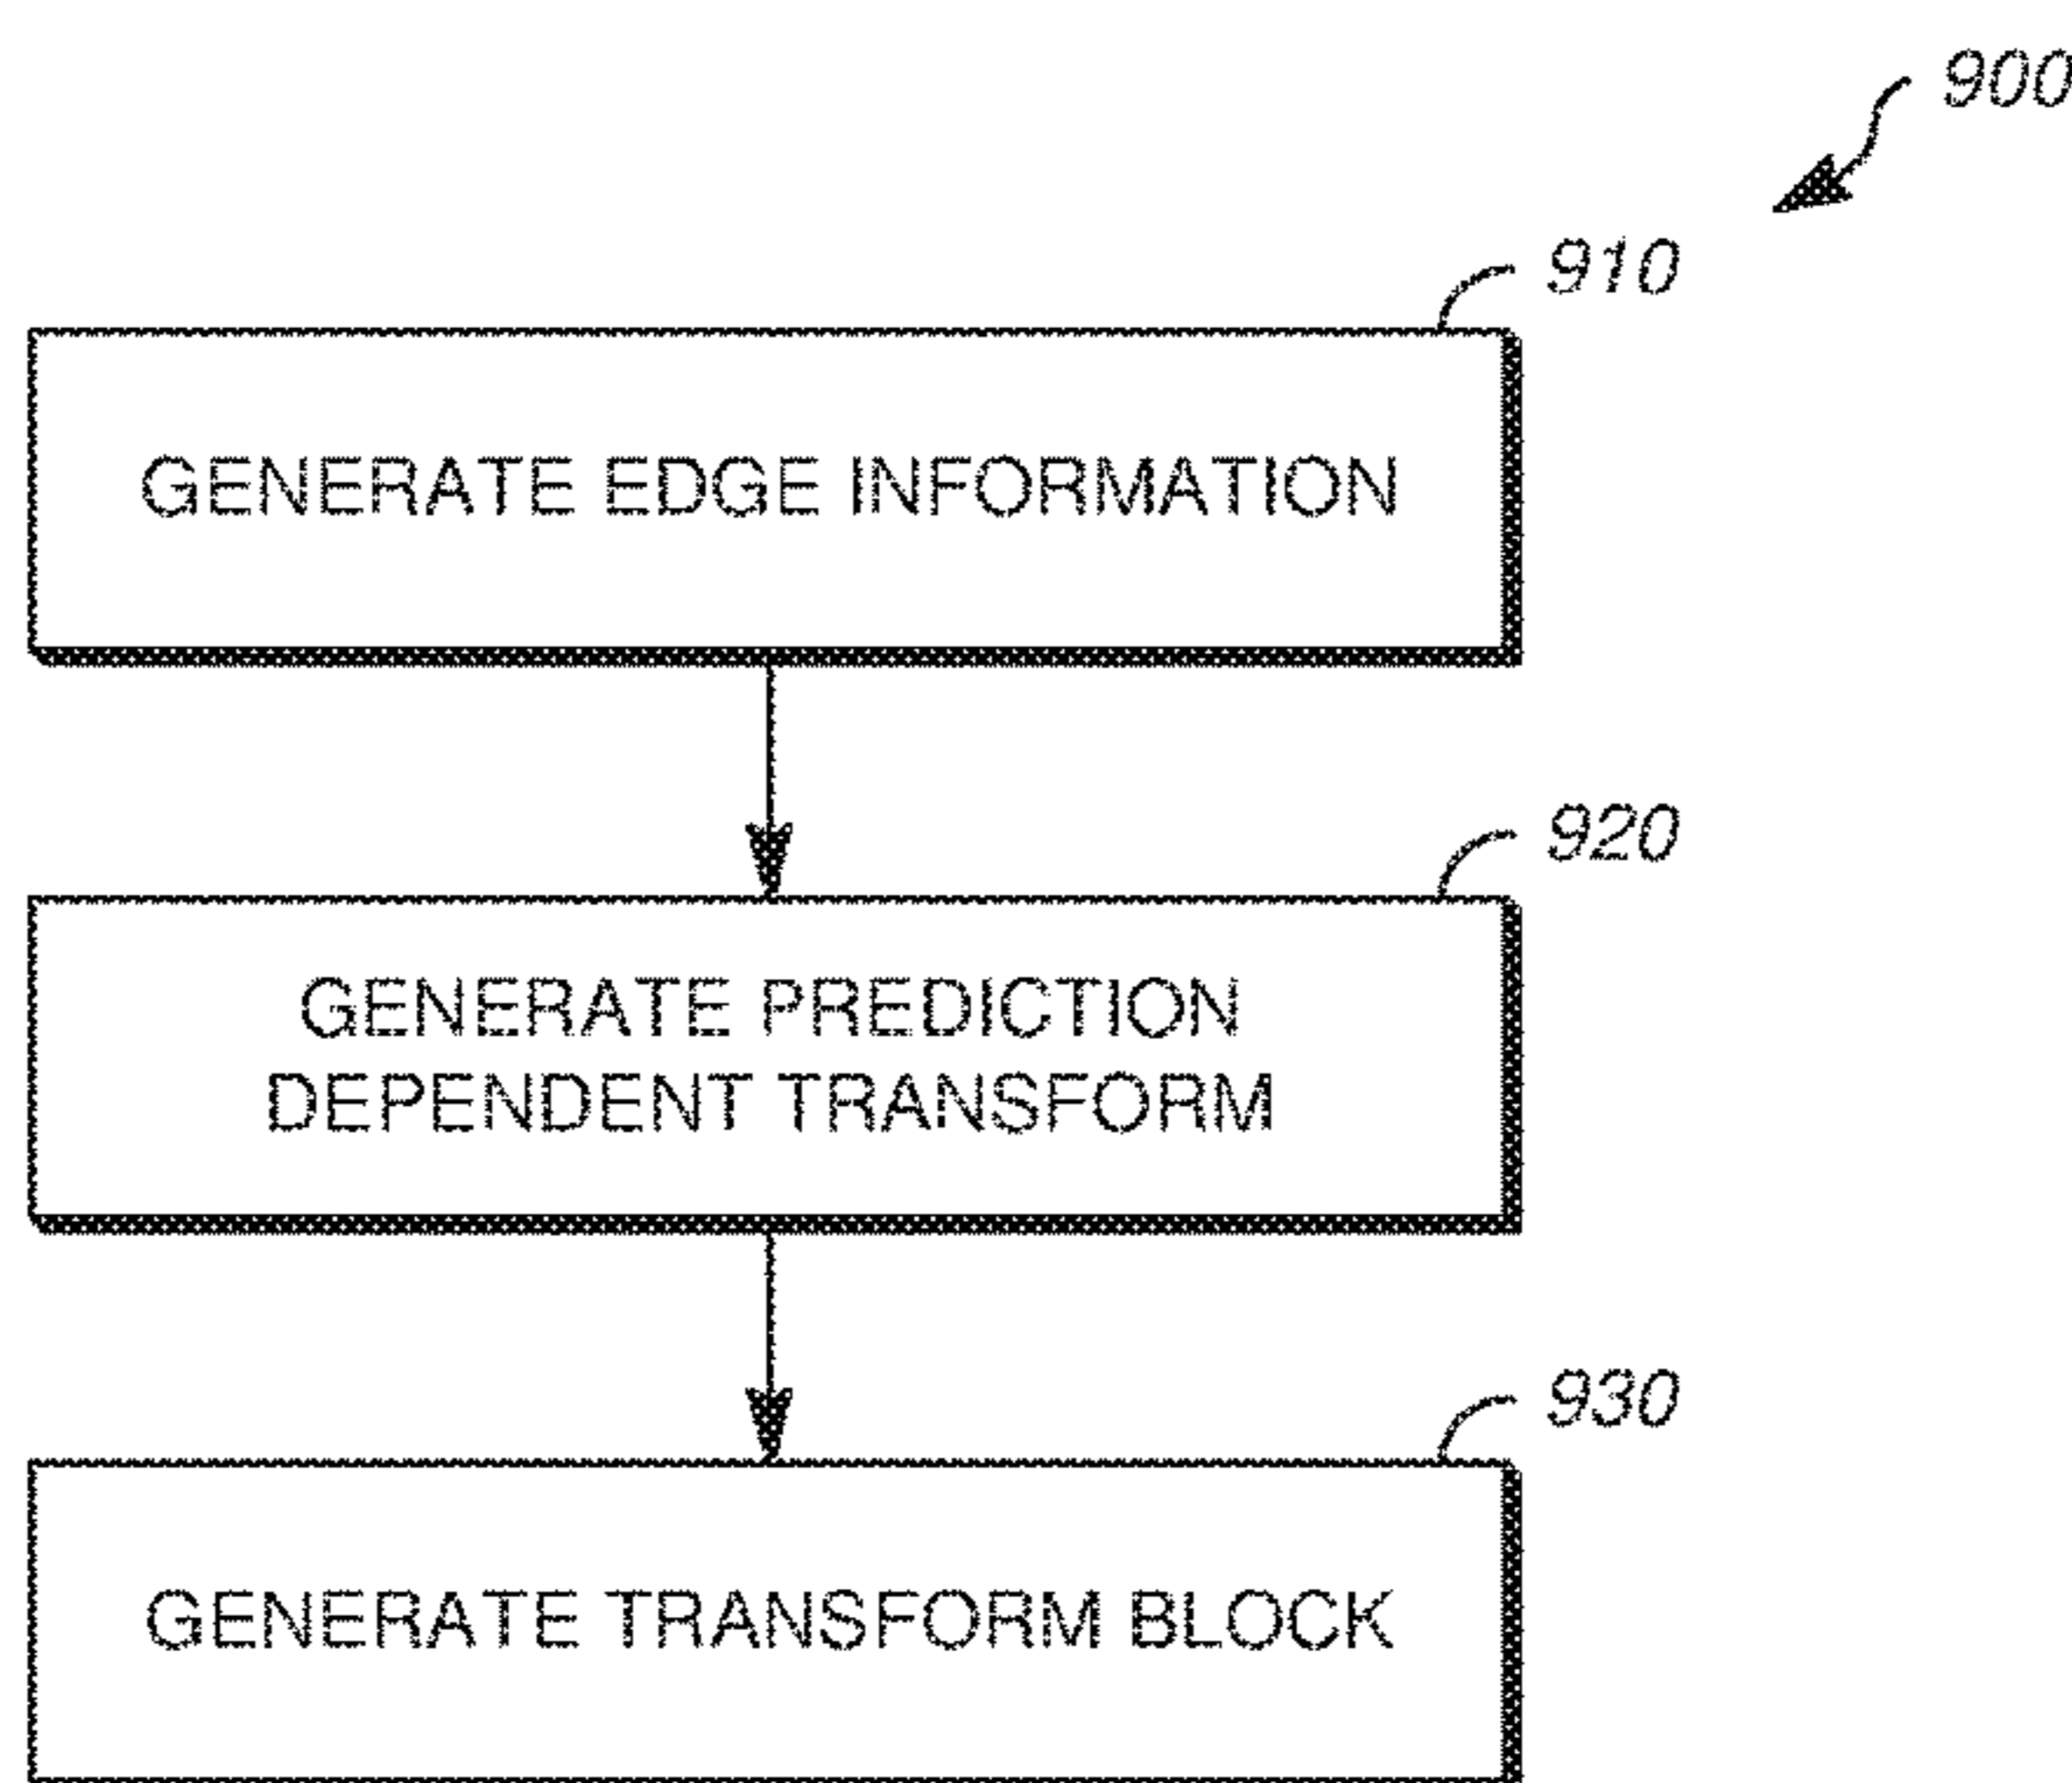 900
910
GENERATE EDGE INFORMATION
920
GENERATE PREDICTION
DEPENDENT TRANSFORM
930
GENERATE TRANSFORM BLOCK